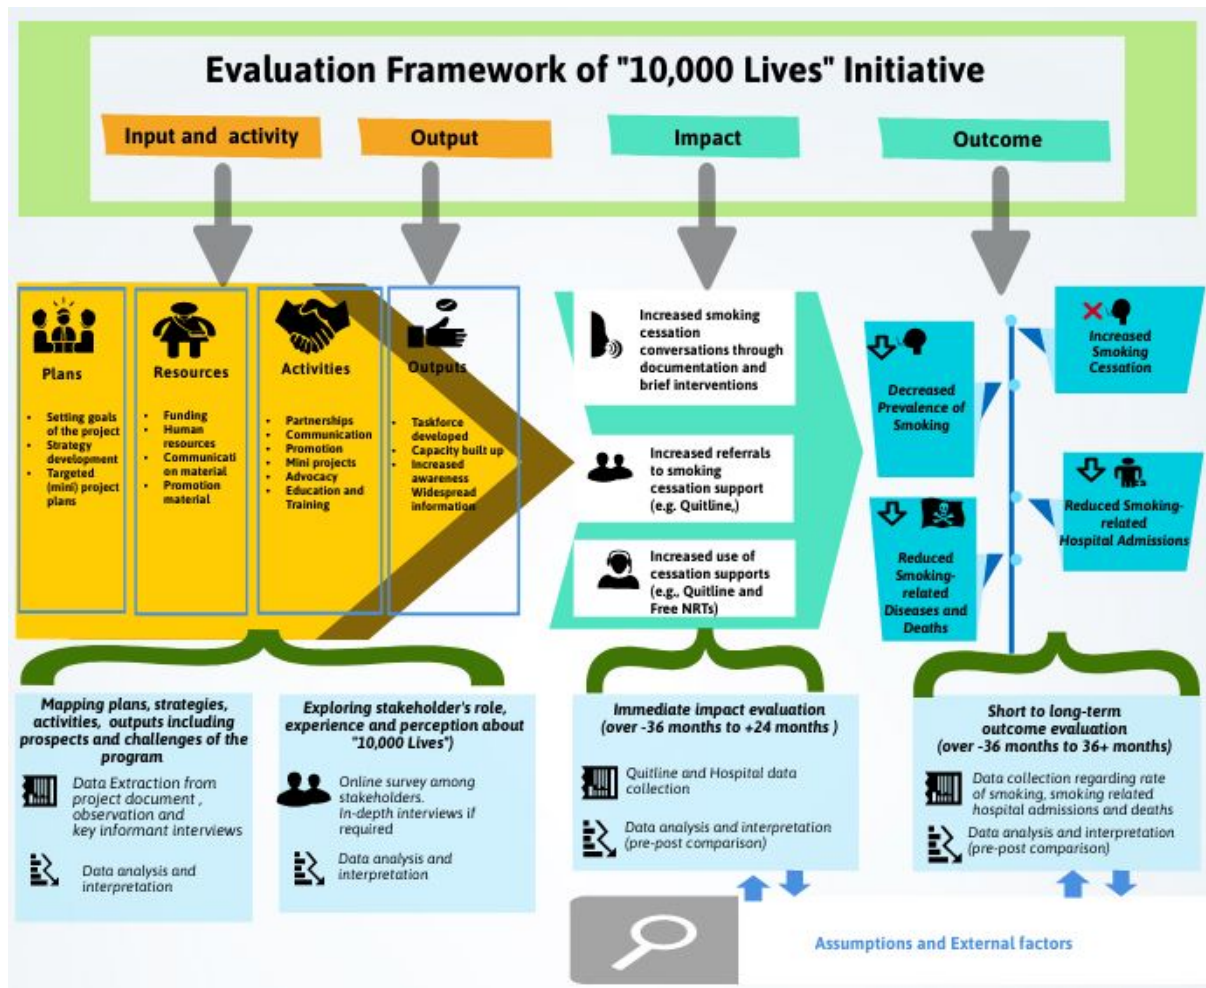 Evaluation Framework of "10,000 Lives" Initiative
Input and activity
Output
Impact
Outcome
Plans
• Setting goals
of the project
• Strategy
development
• Targeted
(mini) project
plans
Resources
• Funding
• Human
resources
• Communicati
on material
• Promotion
material
Activities
• Partnerships
• Communication
• Promotion
• Mini projects
• Advocacy
• Education and
Training
Outputs
• Taskforce
developed
• Capacity built up
• Increased
awareness
Widespread
information
Increased smoking
cessation
conversations through
documentation and
brief interventions
Increased referrals
to smoking
cessation support
(e.g. Quitline,)
Increased use of
cessation supports
(e.g., Quitline and
Free NRTs)
Increased
Smoking
Cessation
Decreased
Prevalence of
Smoking
Reduced Smoking-
related
Hospital Admissions
Reduced
Smoking-
related
Diseases and
Deaths
Mapping plans, strategies,
activities, outputs including
prospects and challenges of the
program
Data Extraction from
project document ,
observation and
key informant interviews
Data analysis and
interpretation
Exploring stakeholder's role,
experience and perception about
"10,000 Lives")
Online survey among
stakeholders.
In-depth interviews if
required
Data analysis and
interpretation
Immediate impact evaluation
(over -36 months to +24 months )
Quitline and Hospital data
collection
Data analysis and interpretation
(pre-post comparison)
Short to long-term
outcome evaluation
(over -36 months to 36+ months)
Data collection regarding rate
of smoking, smoking related
hospital admissions and deaths
Data analysis and interpretation
(pre-post comparison)
Assumptions and External factors